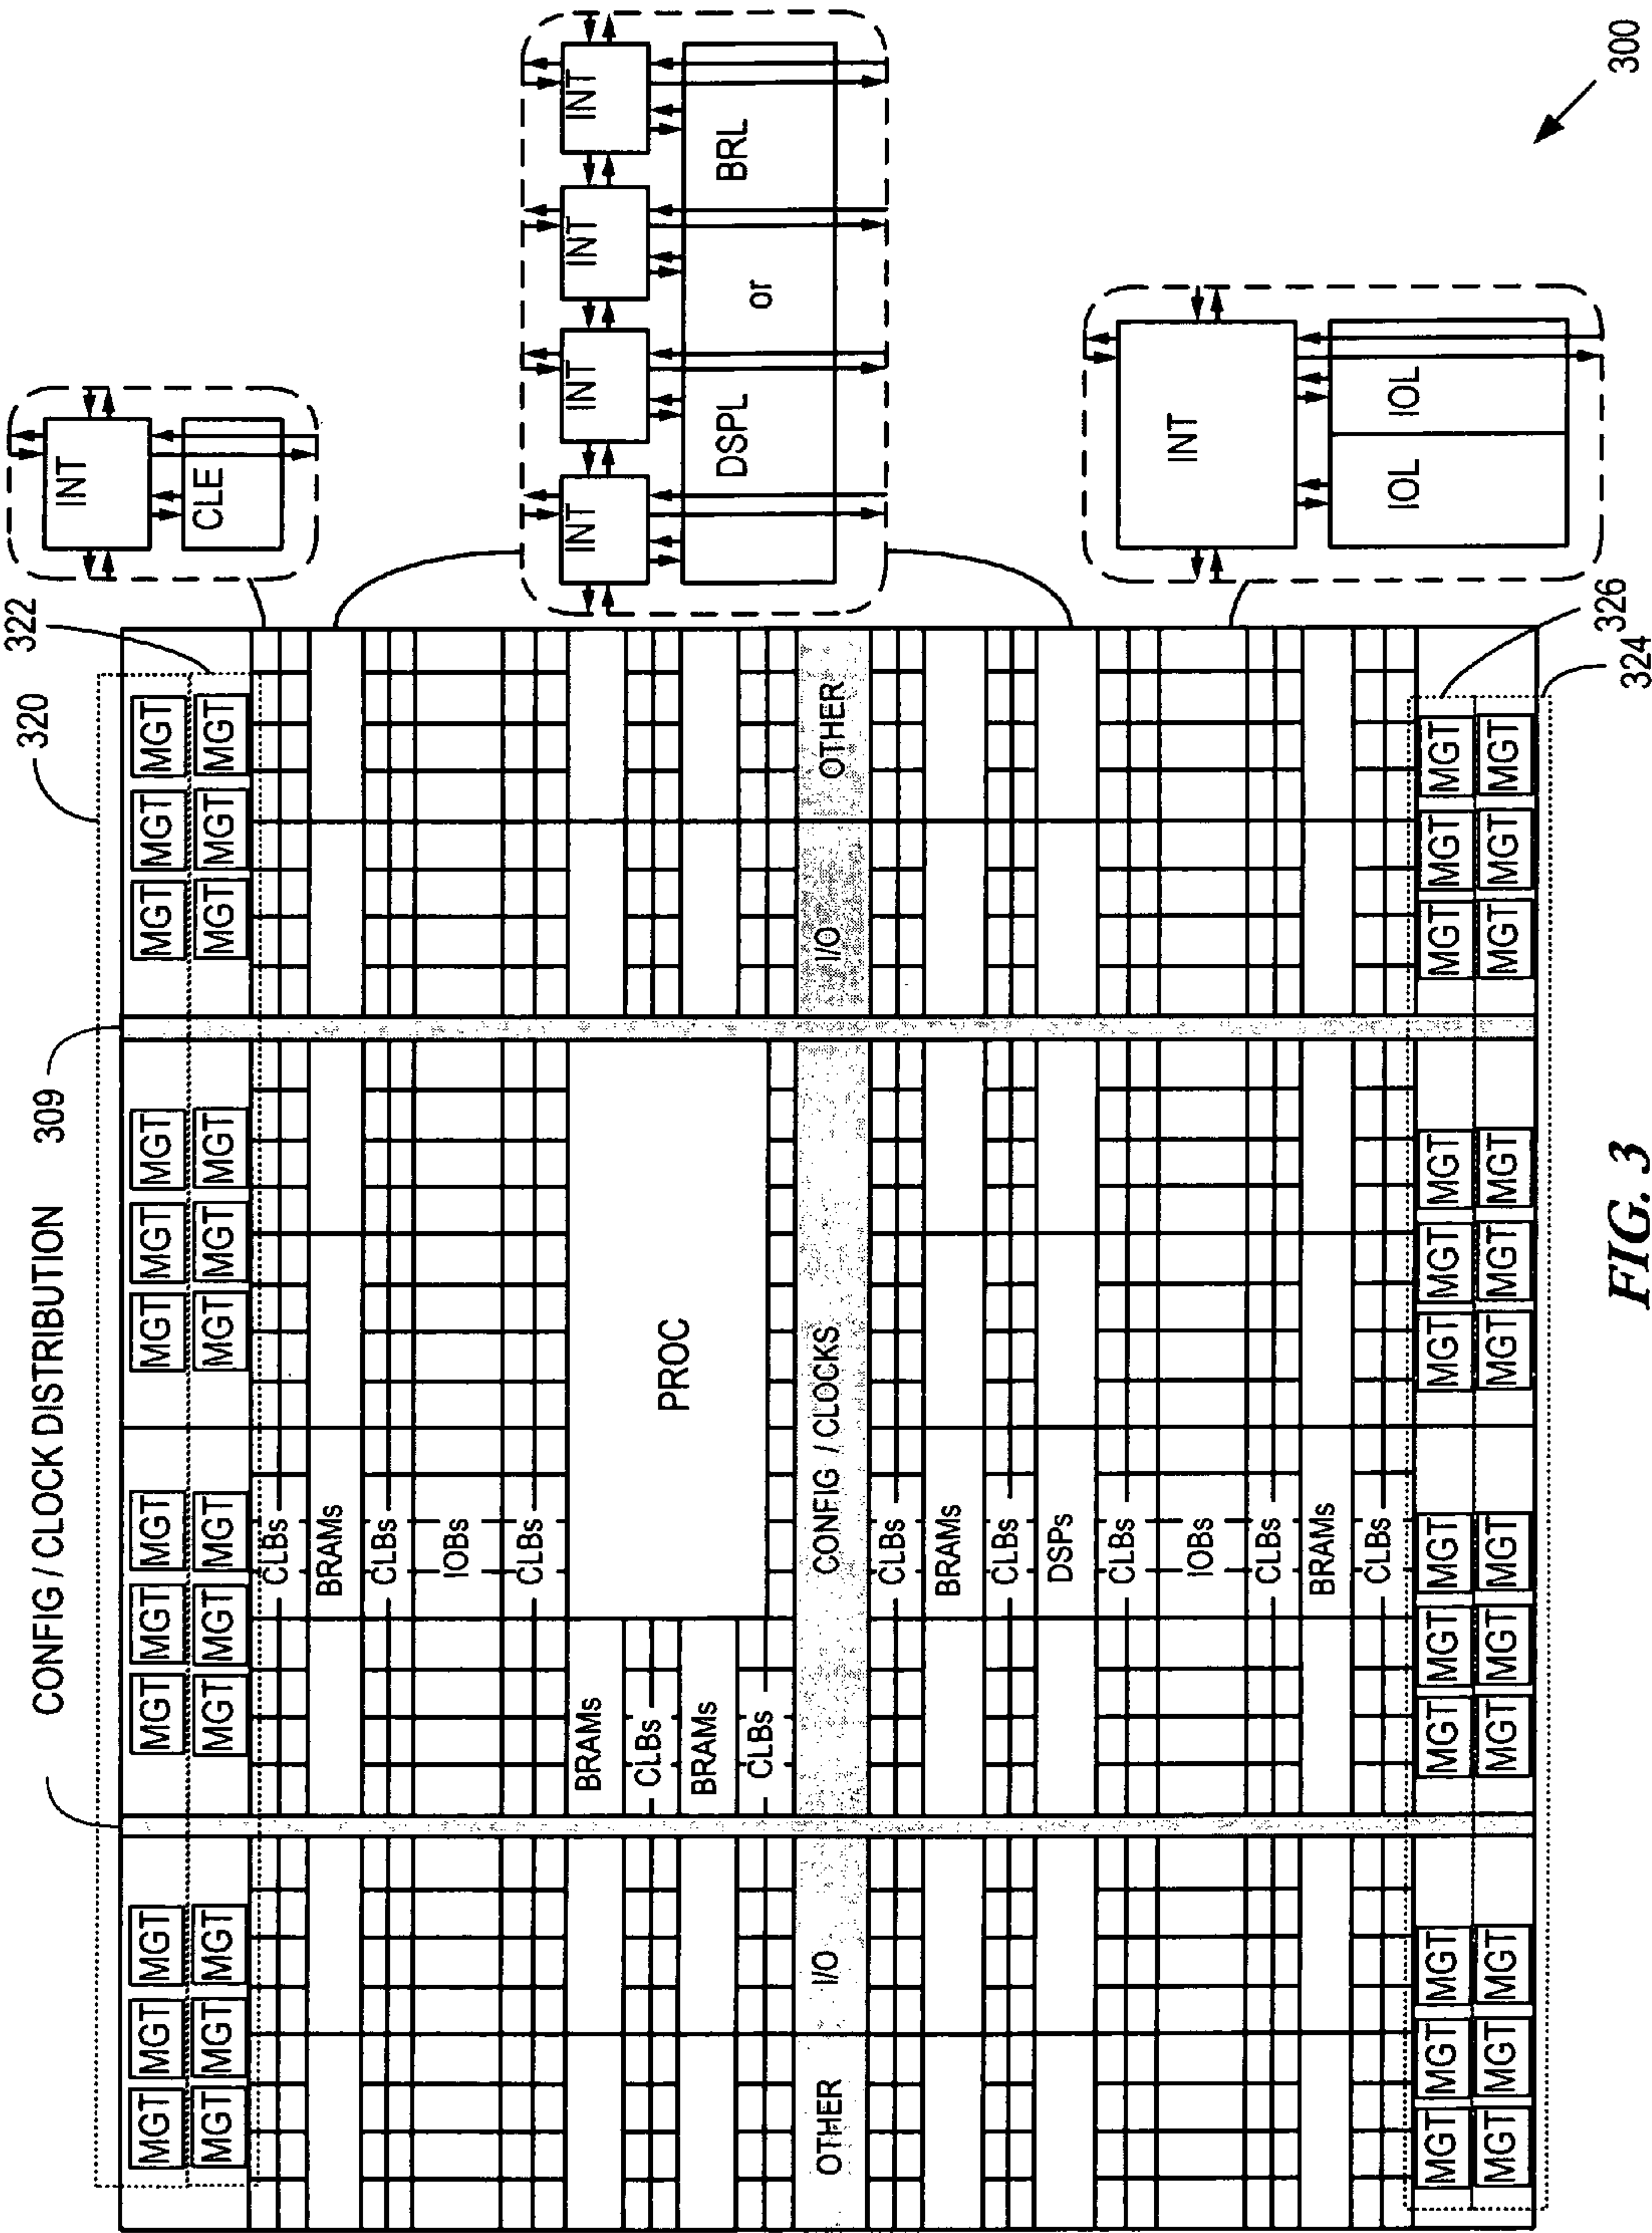 CONFIG / CLOCK DISTRIBUTION
309
320
322
MGT MGT MGT MGT MGT MGT MGT MGT MGT MGT MGT MGT
MGT MGT MGT MGT MGT MGT MGT MGT MGT MGT MGT MGT
CLBs
BRAMs
CLBs
IOBs
CLBs
BRAMs
CLBs
BRAMs
CLBs
PROC
OTHER I/O CONFIG / CLOCKS I/O OTHER
CLBs
BRAMs
CLBs
DSPs
CLBs
IOBs
CLBs
BRAMs
CLBs
MGT MGT MGT MGT MGT MGT MGT MGT MGT MGT MGT MGT
MGT MGT MGT MGT MGT MGT MGT MGT MGT MGT MGT MGT
INT
CLE
INT INT INT INT
DSPL or BRL
INT
IOL IOL
326
324
300
FIG. 3